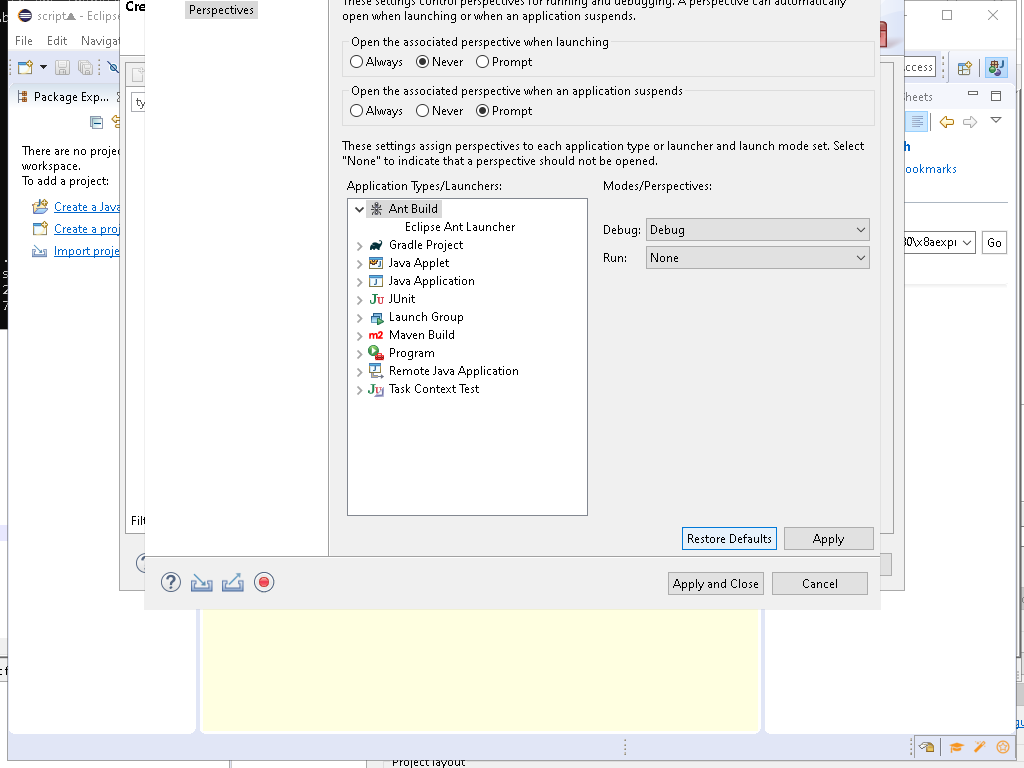 script
- Eclipse
File Edit Navigat
Package Exp...
There are no projec
workspace.
To add a project:
Create a Java
Create a proj
Import proje
Cre
ty
Filt
Perspectives
These settings control perspectives for running and debugging. A perspective can automatically
open when launching or when an application suspends.
Open the associated perspective when launching
Always Never Prompt
Open the associated perspective when an application suspends
Always Never Prompt
These settings assign perspectives to each application type or launcher and launch mode set. Select
"None" to indicate that a perspective should not be opened.
Application Types/Launchers:
Modes/Perspectives:
Ant Build
Eclipse Ant Launcher
Gradle Project
Java Applet
Java Application
JUnit
Launch Group
Maven Build
Program
Remote Java Application
Task Context Test
Debug: Debug
Run: None
Restore Defaults
Apply
Apply and Close
Cancel
ccess
heets
h
ookmarks
30\x8aexpr
Go
Project layout